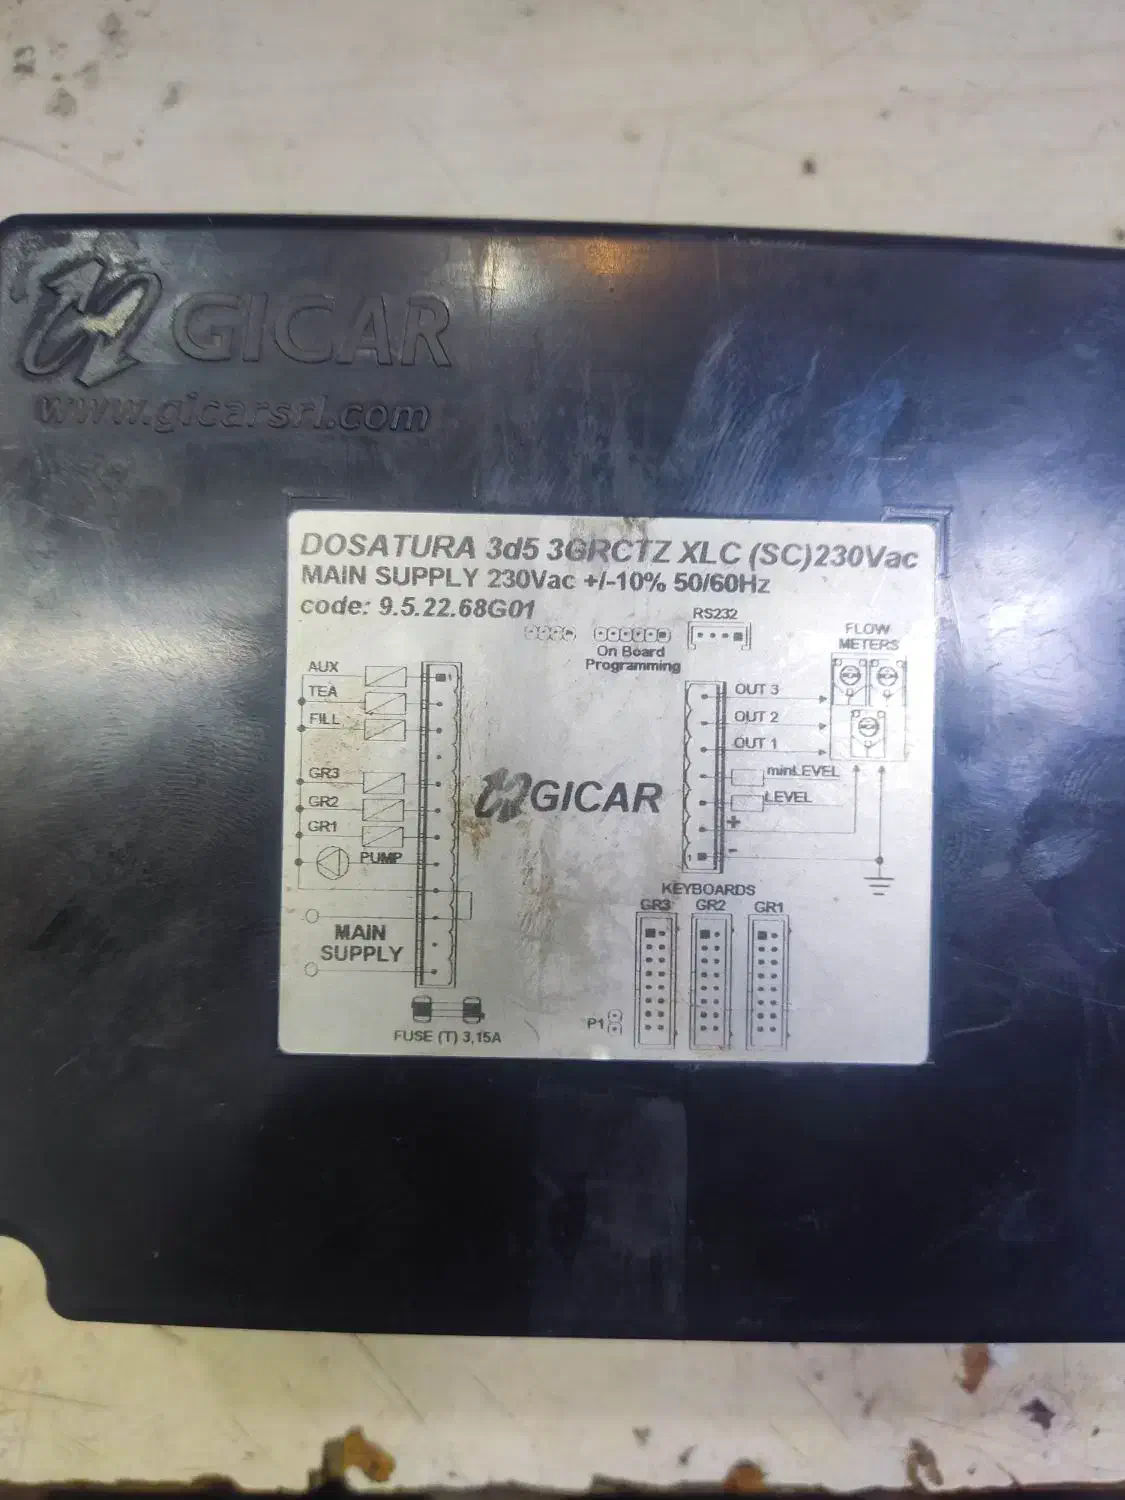 GICAR
www.gicarsrl.com
DOSATURA 3d5 3GRCTZ XLC (SC)230Vac
MAIN SUPPLY 230Vac +/-10% 50/60Hz
code: 9.5.22.68G01
RS232
On Board
Programming
FLOW
METERS
AUX
TEA
FILL
GR3
GR2
GR1
PUMP
MAIN
SUPPLY
FUSE (T) 3,15A
1
GICAR
OUT 3
OUT 2
OUT 1
minLEVEL
LEVEL
+
-
1
KEYBOARDS
GR3 GR2 GR1
P1